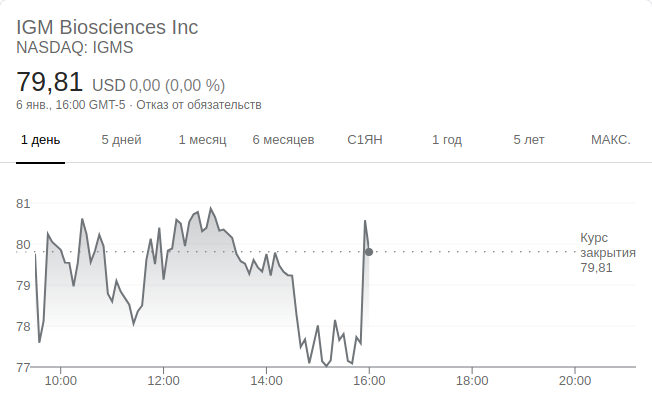 IGM Biosciences Inc
NASDAQ: IGMS
79,81 USD 0,00 (0,00 %)
6 янв., 16:00 GMT-5 · Отказ от обязательств
1 день 5 дней 1 месяц 6 месяцев С1ЯН 1 год 5 лет МАКС.
81
80
79
78
77
Курс
закрытия
79,81
10:00 12:00 14:00 16:00 18:00 20:00